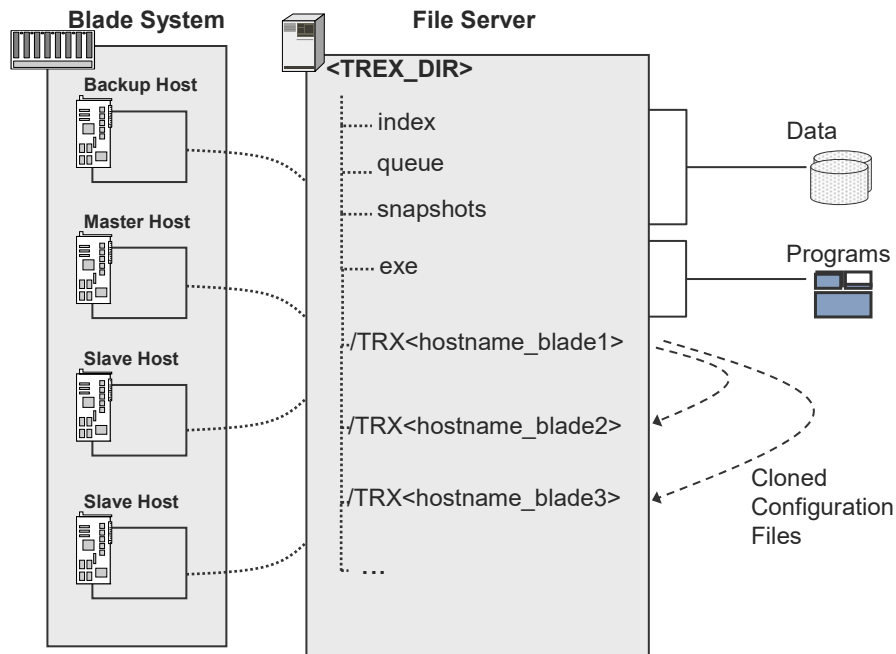 Blade System
File Server
Backup Host
Master Host
Slave Host
Slave Host
<TREX_DIR>
index
queue
snapshots
exe
/TRX<hostname_blade1>
/TRX<hostname_blade2>
/TRX<hostname_blade3>
...
Data
Programs
Cloned
Configuration
Files